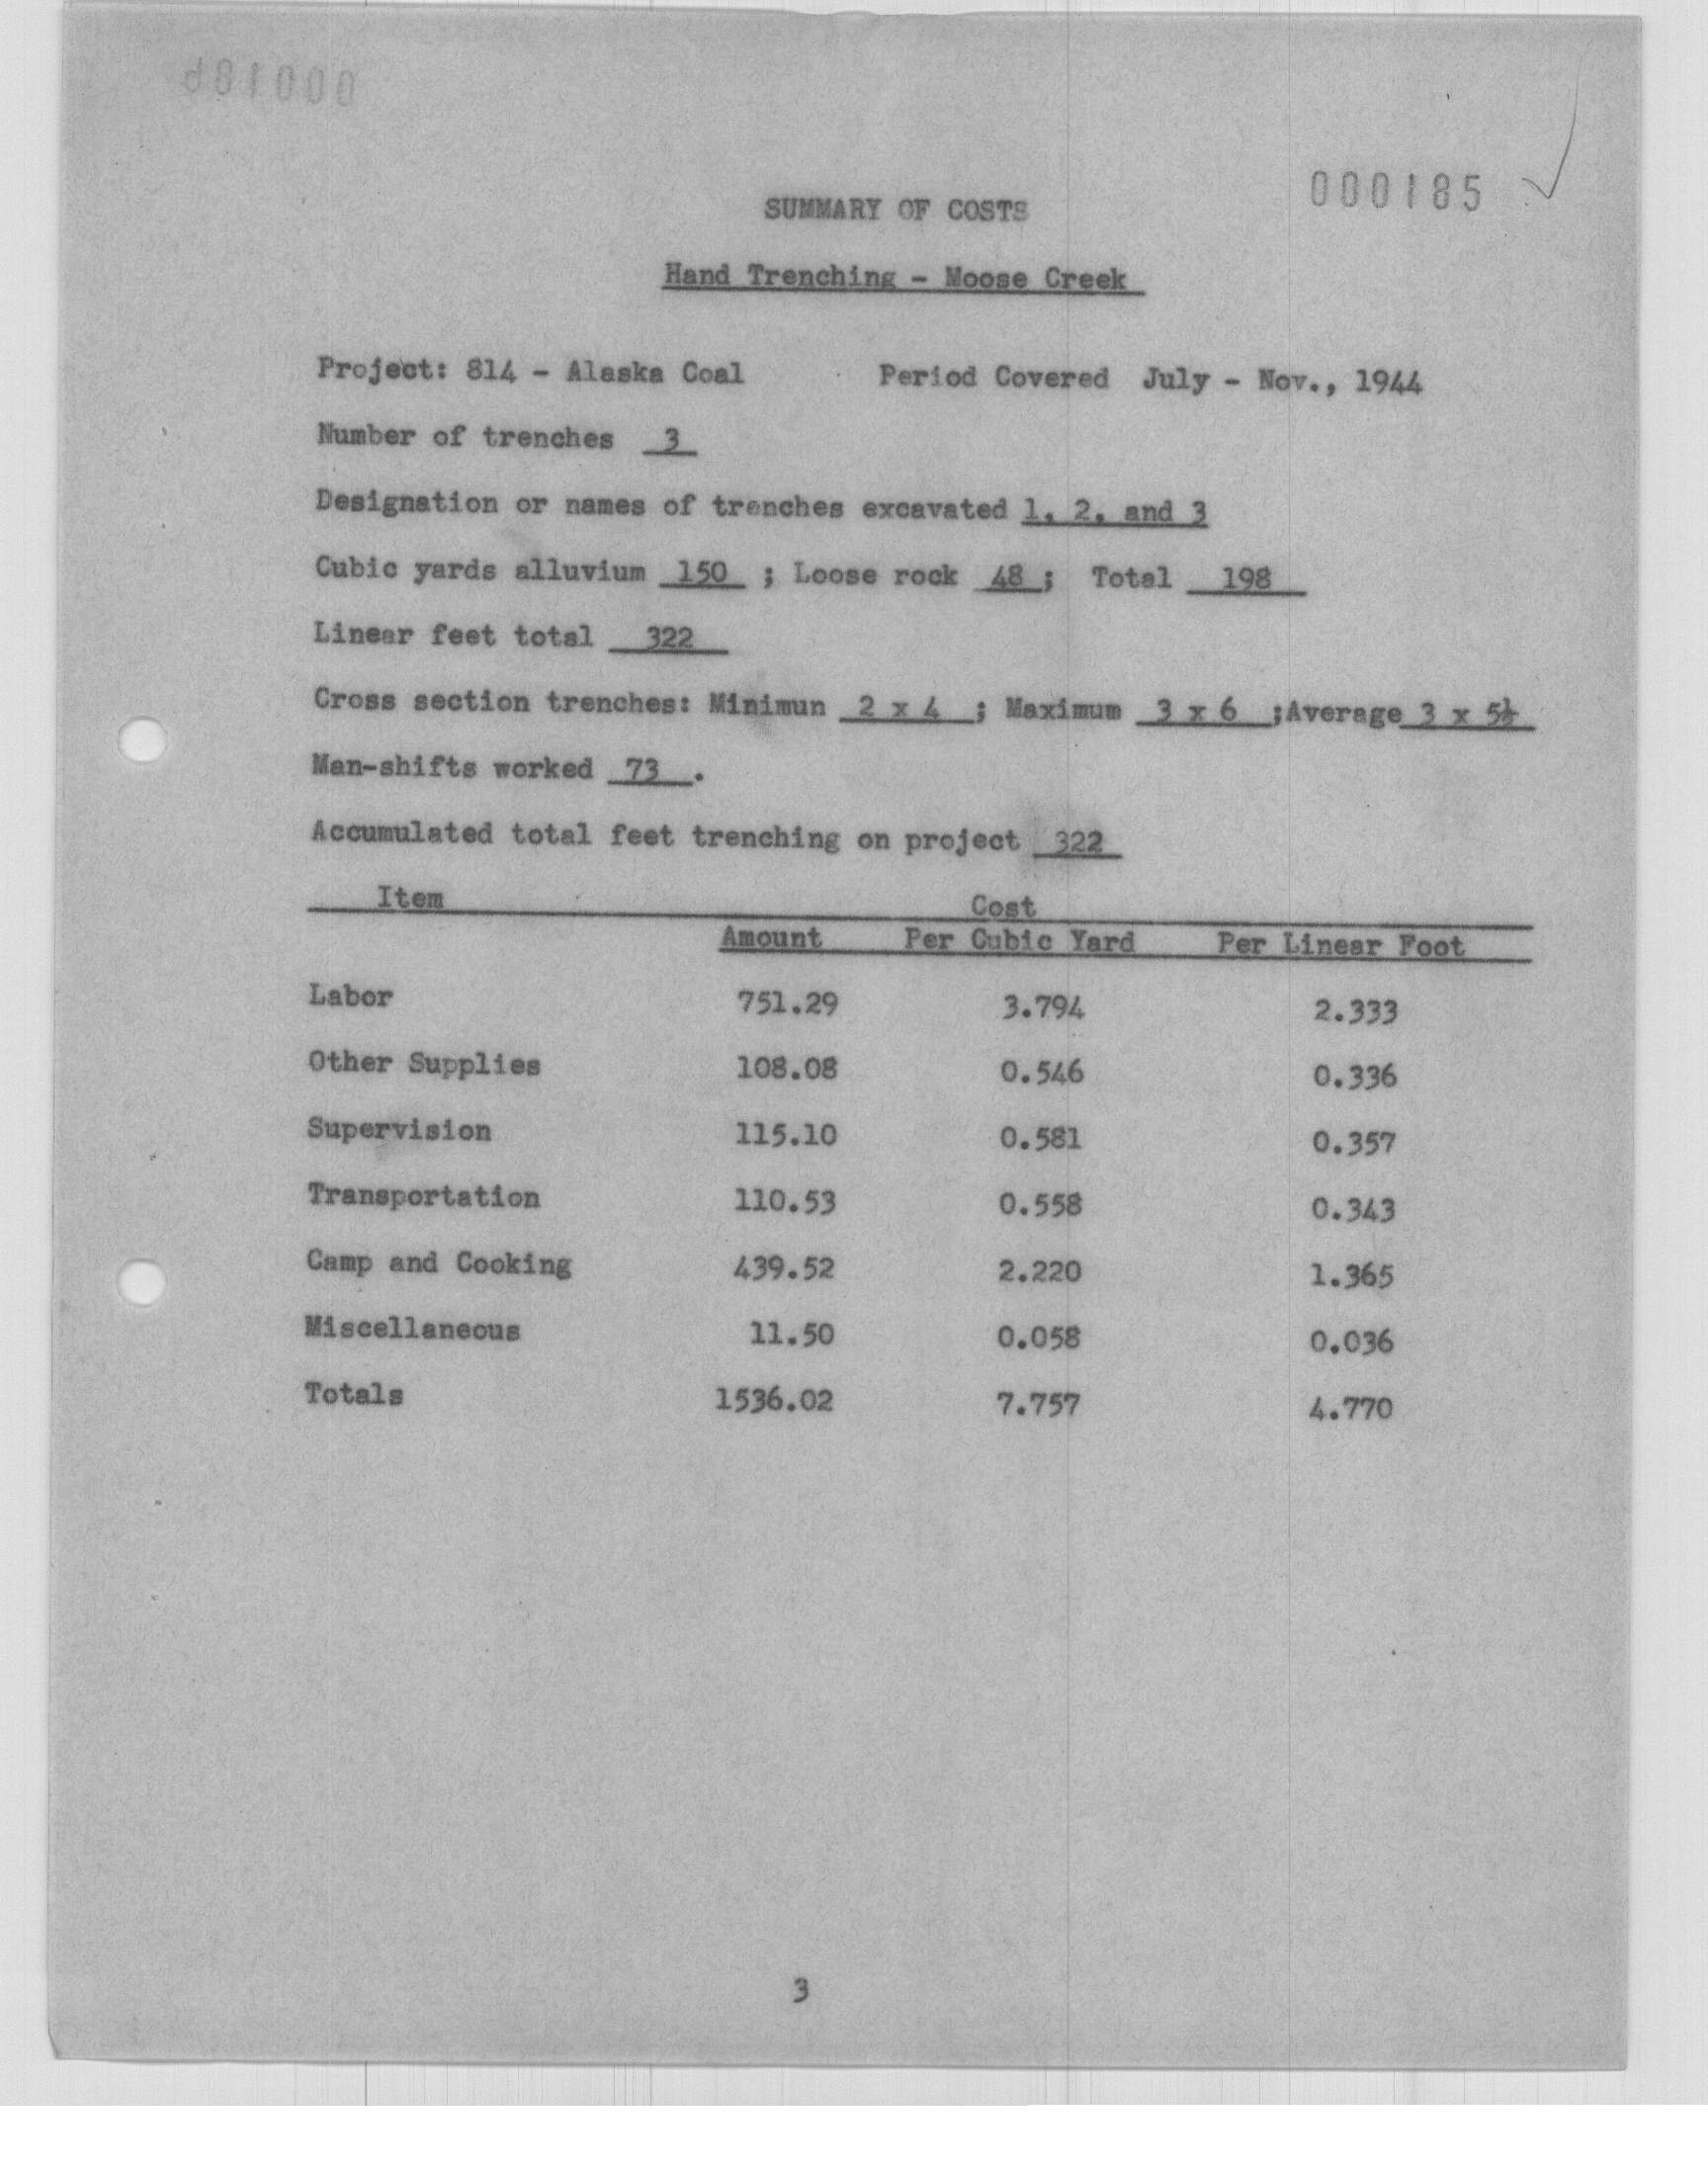 000185
SUMMARY OF COSTS
Hand Trenching - Moose Creek
Project: 814 - Alaska Coal Period Covered July - Nov., 1944
Number of trenches 3
Designation or names of trenches excavated 1, 2, and 3
Cubic yards alluvium 150 ; Loose rock 48 ; Total 198
Linear feet total 322
Cross section trenches: Minimun 2 x 4 ; Maximum 3 x 6 ;Average 3 x 5½
Man-shifts worked 73 .
Accumulated total feet trenching on project 322
Item Cost
Amount Per Cubic Yard Per Linear Foot
Labor 751.29 3.794 2.333
Other Supplies 108.08 0.546 0.336
Supervision 115.10 0.581 0.357
Transportation 110.53 0.558 0.343
Camp and Cooking 439.52 2.220 1.365
Miscellaneous 11.50 0.058 0.036
Totals 1536.02 7.757 4.770
3